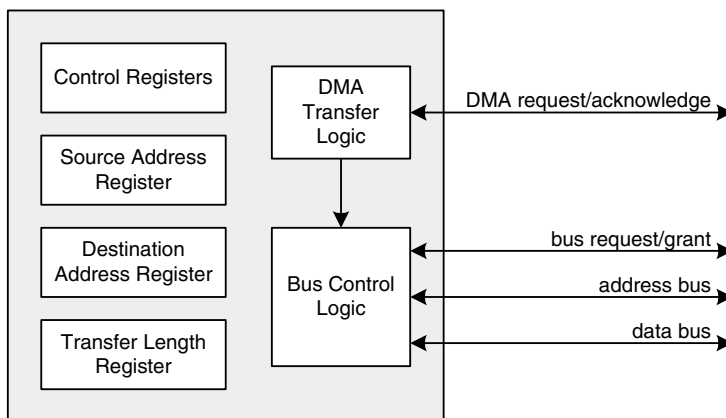 Control Registers
Source Address
Register
Destination
Address Register
Transfer Length
Register
DMA
Transfer
Logic
Bus Control
Logic
DMA request/acknowledge
bus request/grant
address bus
data bus